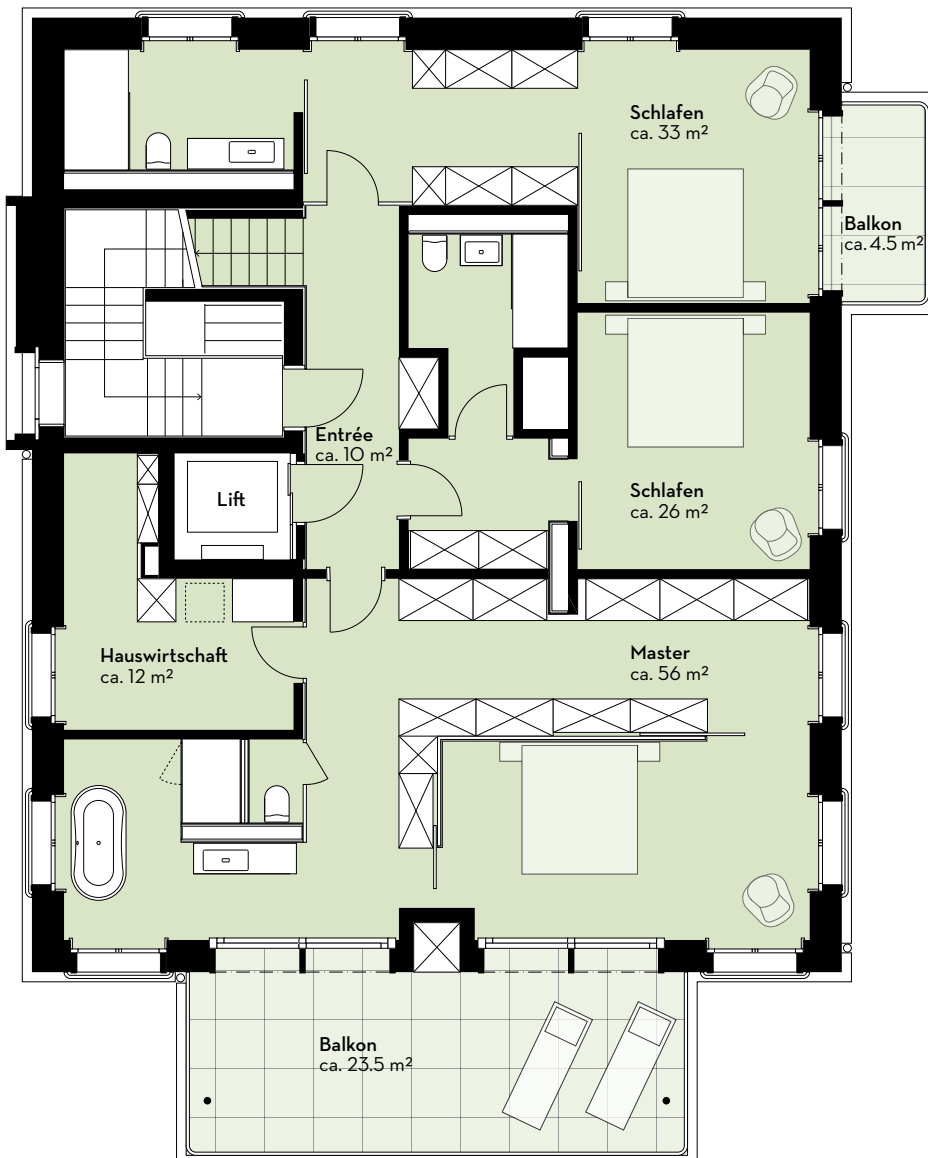 Schlafen
ca. 33 m²
Balkon
ca. 4.5 m²
Entrée
ca. 10 m²
Lift
Schlafen
ca. 26 m²
Hauswirtschaft
ca. 12 m²
Master
ca. 56 m²
Balkon
ca. 23.5 m²